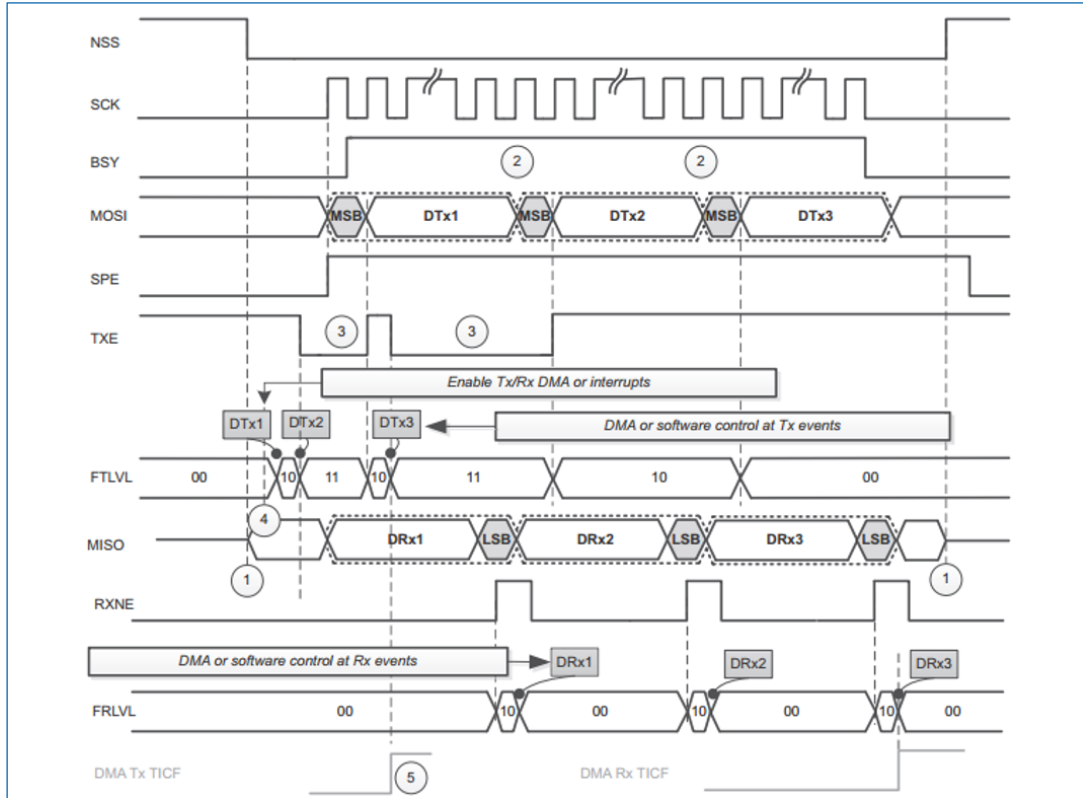 NSS
SCK
BSY
2 2
MOSI
MSB DTx1 MSB DTx2 MSB DTx3
SPE
TXE
3 3
Enable Tx/Rx DMA or interrupts
DTx1 DTx2 DTx3
DMA or software control at Tx events
FTLVL
00 10 11 10 11 10 00
4
MISO
DRx1 LSB DRx2 LSB DRx3 LSB
1 1
RXNE
DMA or software control at Rx events
DRx1 DRx2 DRx3
FRLVL
00 10 00 10 00 10 00
DMA Tx TICF
5
DMA Rx TICF